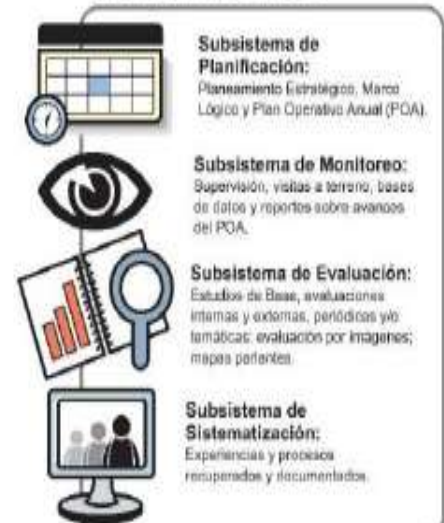 Subsistema de
Planificación:
Planeamiento Estratégico, Marco
Lógico y Plan Operativo Anual (POA).
Subsistema de Monitoreo:
Supervisión, visitas a terreno, bases
de datos y reportes sobre avances
del POA.
Subsistema de Evaluación:
Estudios de Base, evaluaciones
internas y externas, periódicas y/o
temáticas; evaluación por imágenes;
mapas parlantes.
Subsistema de
Sistematización:
Experiencias y procesos
recuperados y documentados.